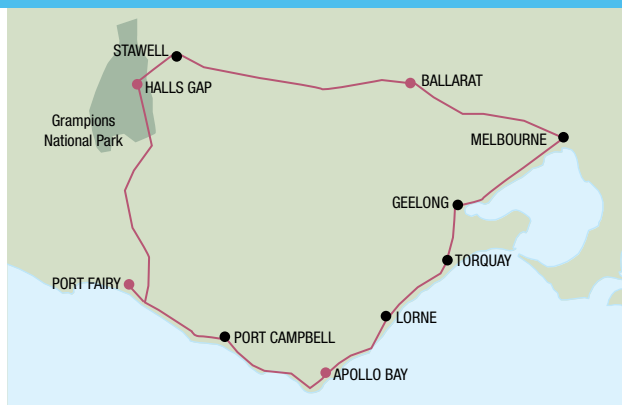 STAWELL
HALLS GAP
BALLARAT
Grampions
National Park
MELBOURNE
GEELONG
TORQUAY
PORT FAIRY
LORNE
PORT CAMPBELL
APOLLO BAY